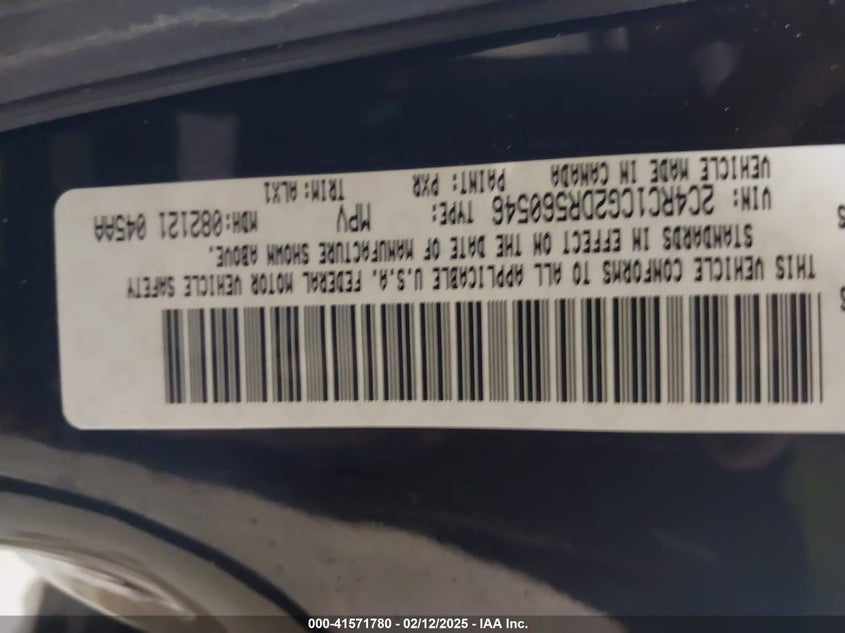 THIS VEHICLE CONFORMS TO ALL APPLICABLE U.S.A. FEDERAL MOTOR VEHICLE SAFETY
STANDARDS IN EFFECT ON THE DATE OF MANUFACTURE SHOWN ABOVE.
VIN: 2C4RC1CG2DR560546 TYPE: MPV MDH:082121 045AA
VEHICLE MADE IN CANADA PAINT: PXR TRIM: ALX1
000-41571780 - 02/12/2025 - IAA Inc.